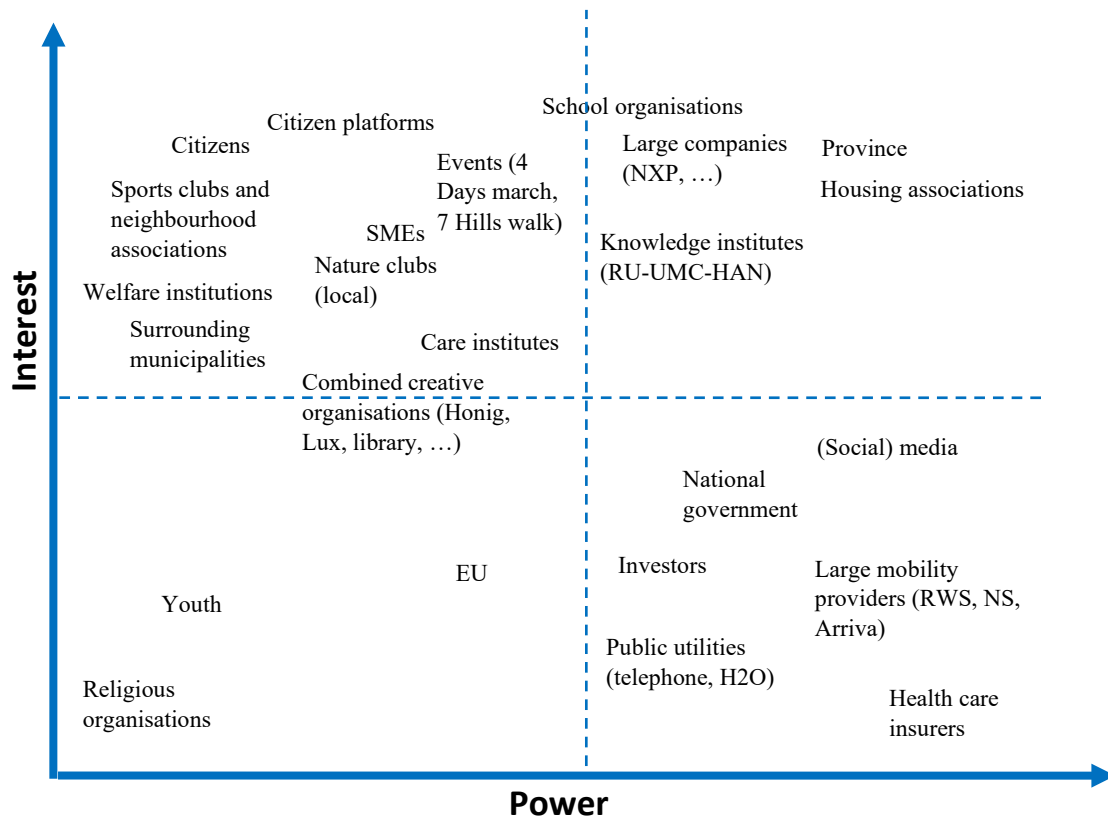 School organisations
Citizen platforms
Citizens
Large companies
(NXP, …)
Province
Events (4
Days march,
7 Hills walk)
Sports clubs and
neighbourhood
associations
Housing associations
SMEs
Knowledge institutes
(RU-UMC-HAN)
Nature clubs
(local)
Welfare institutions
Surrounding
municipalities
Care institutes
Interest
Combined creative
organisations (Honig,
Lux, library, …)
(Social) media
National
government
EU
Investors
Large mobility
providers (RWS, NS,
Arriva)
Youth
Public utilities
(telephone, H2O)
Religious
organisations
Health care
insurers
Power